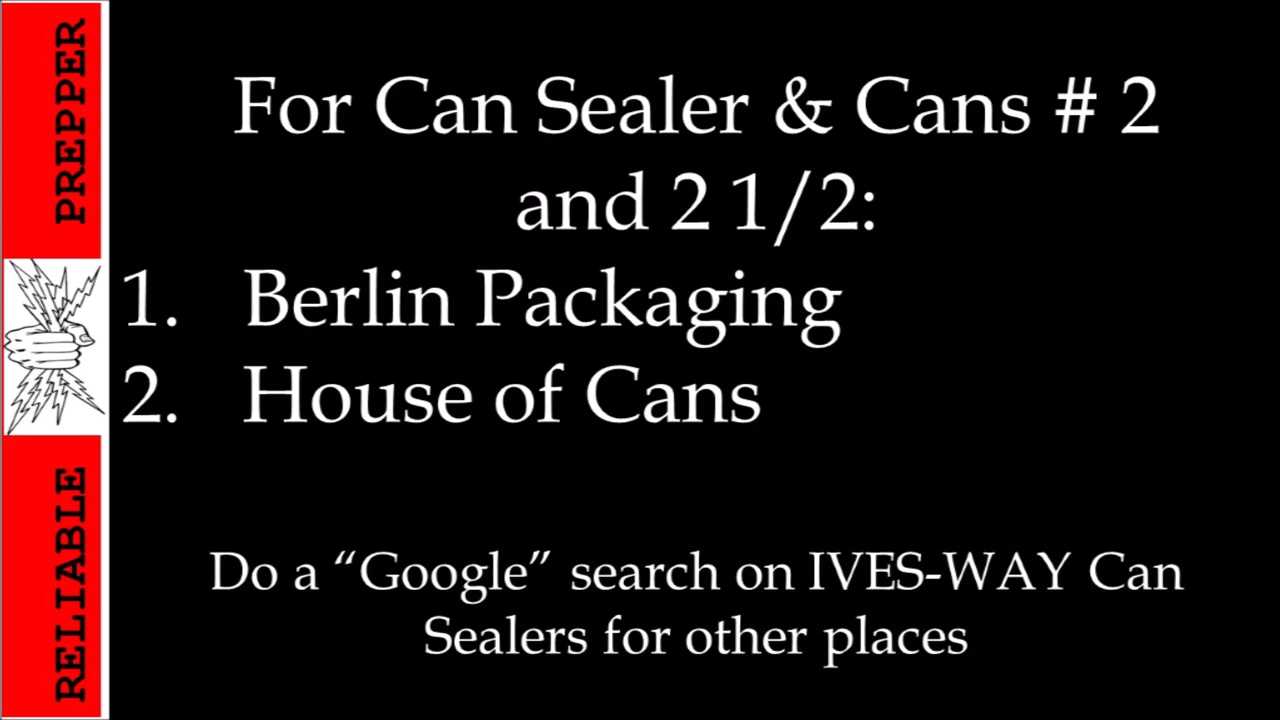 RELIABLE PREPPER
For Can Sealer & Cans # 2
and 2 1/2:
1. Berlin Packaging
2. House of Cans
Do a “Google” search on IVES-WAY Can
Sealers for other places